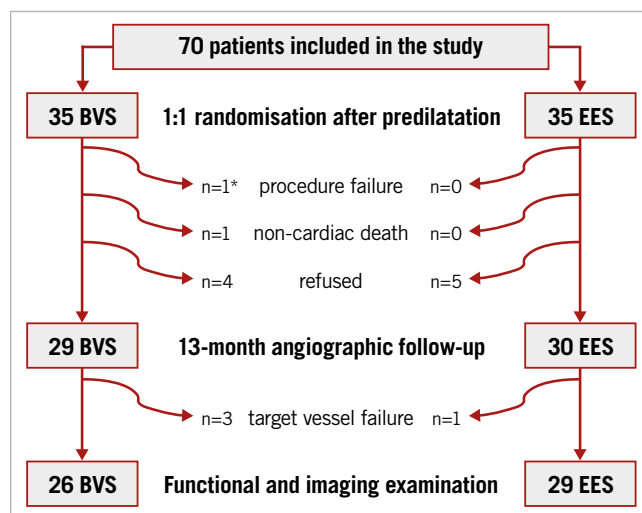 70 patients included in the study
35 BVS 1:1 randomisation after predilatation 35 EES
n=1* procedure failure n=0
n=1 non-cardiac death n=0
n=4 refused n=5
29 BVS 13-month angiographic follow-up 30 EES
n=3 target vessel failure n=1
26 BVS Functional and imaging examination 29 EES